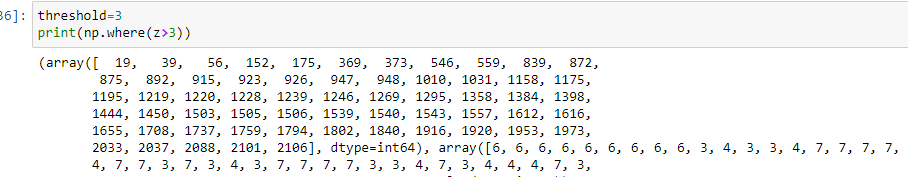 36]: threshold=3
print(np.where(z>3))
(array([ 19, 39, 56, 152, 175, 369, 373, 546, 559, 839, 872,
875, 892, 915, 923, 926, 947, 948, 1010, 1031, 1158, 1175,
1195, 1219, 1220, 1228, 1239, 1246, 1269, 1295, 1358, 1384, 1398,
1444, 1450, 1503, 1505, 1506, 1539, 1540, 1543, 1557, 1612, 1616,
1655, 1708, 1737, 1759, 1794, 1802, 1840, 1916, 1920, 1953, 1973,
2033, 2037, 2088, 2101, 2106], dtype=int64), array([6, 6, 6, 6, 6, 6, 6, 6, 6, 3, 4, 3, 3, 4, 7, 7, 7, 7,
4, 7, 7, 3, 7, 3, 4, 3, 7, 7, 7, 7, 3, 3, 4, 7, 3, 4, 4, 4, 7, 3,